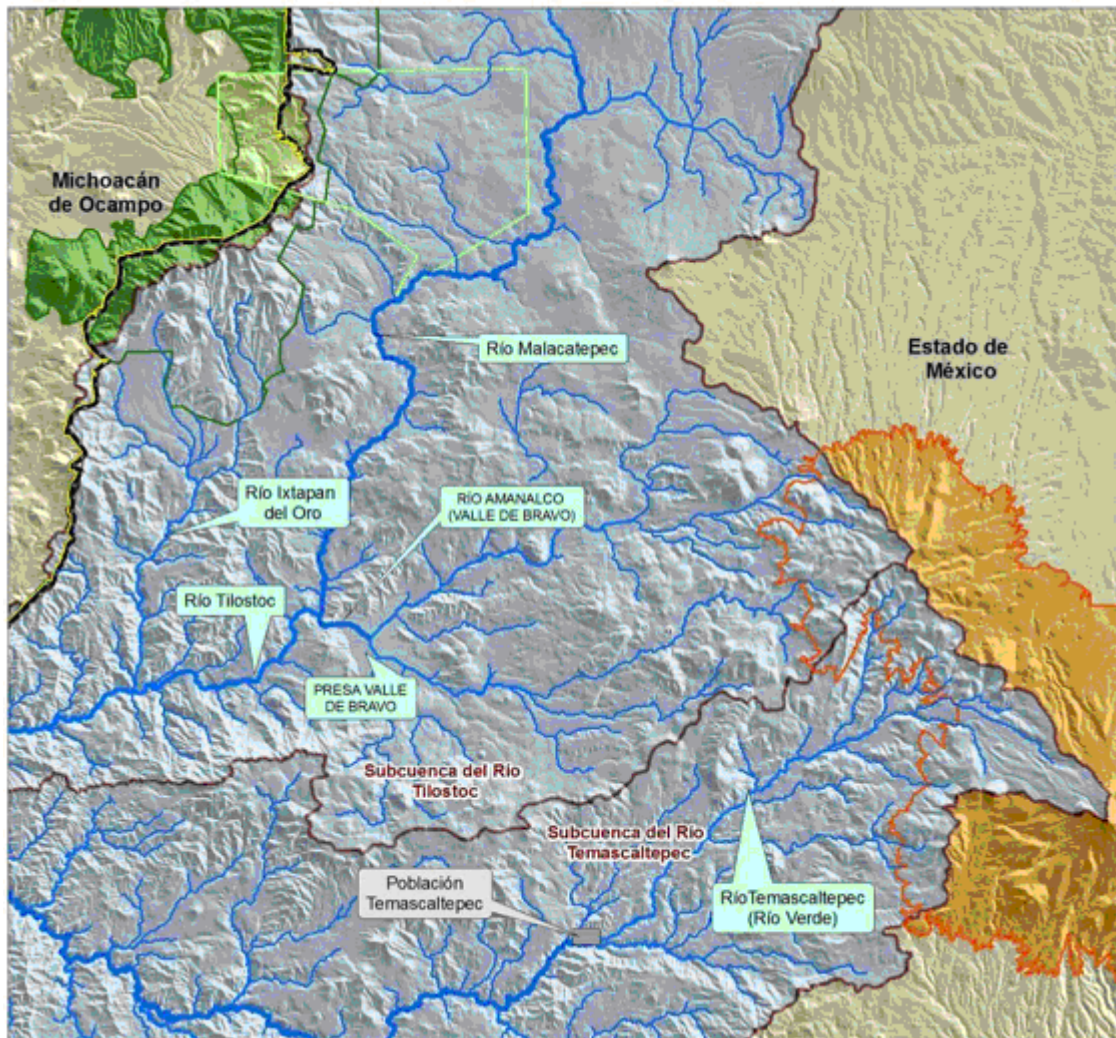 Michoacán
de Ocampo
Río Malacatepec
Estado de
México
Río Ixtapan
del Oro
RÍO AMANALCO
(VALLE DE BRAVO)
Río Tilostoc
PRESA VALLE
DE BRAVO
Subcuenca del Río
Tilostoc
Subcuenca del Río
Temascaltepec
Población
Temascaltepec
RíoTemascaltepec
(Río Verde)